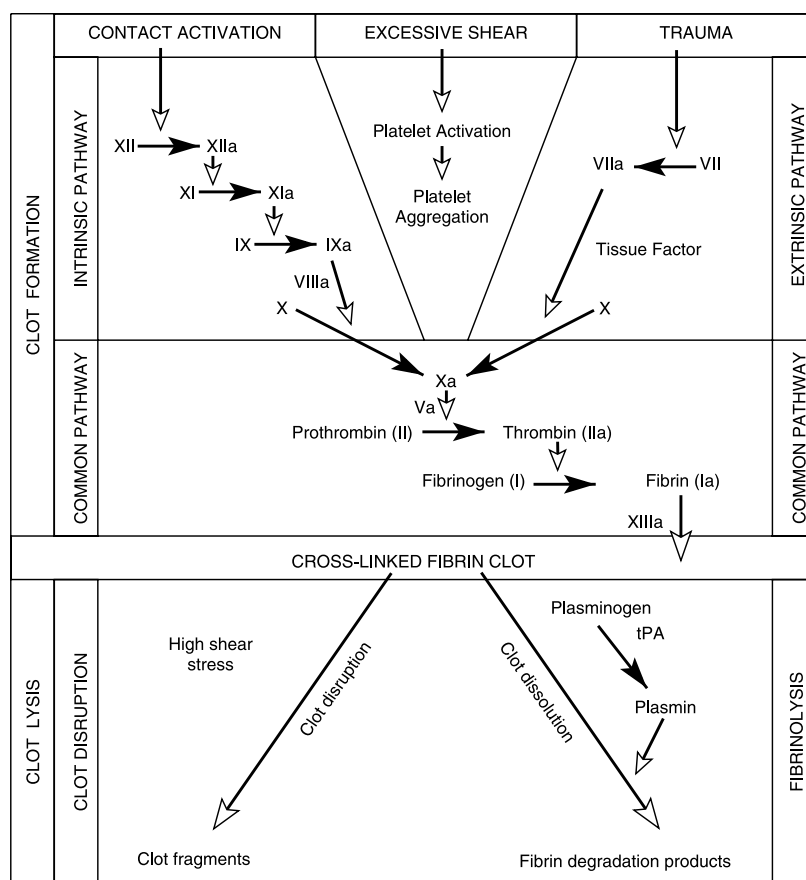 CONTACT ACTIVATION
EXCESSIVE SHEAR
TRAUMA
CLOT FORMATION
INTRINSIC PATHWAY
EXTRINSIC PATHWAY
XII
XIIa
XI
XIa
IX
IXa
VIIIa
X
Platelet Activation
Platelet
Aggregation
VIIa
VII
Tissue Factor
X
COMMON PATHWAY
COMMON PATHWAY
Xa
Va
Prothrombin (II)
Thrombin (IIa)
Fibrinogen (I)
Fibrin (Ia)
XIIIa
CROSS-LINKED FIBRIN CLOT
CLOT LYSIS
CLOT DISRUPTION
FIBRINOLYSIS
High shear
stress
Clot disruption
Clot dissolution
Plasminogen
tPA
Plasmin
Clot fragments
Fibrin degradation products